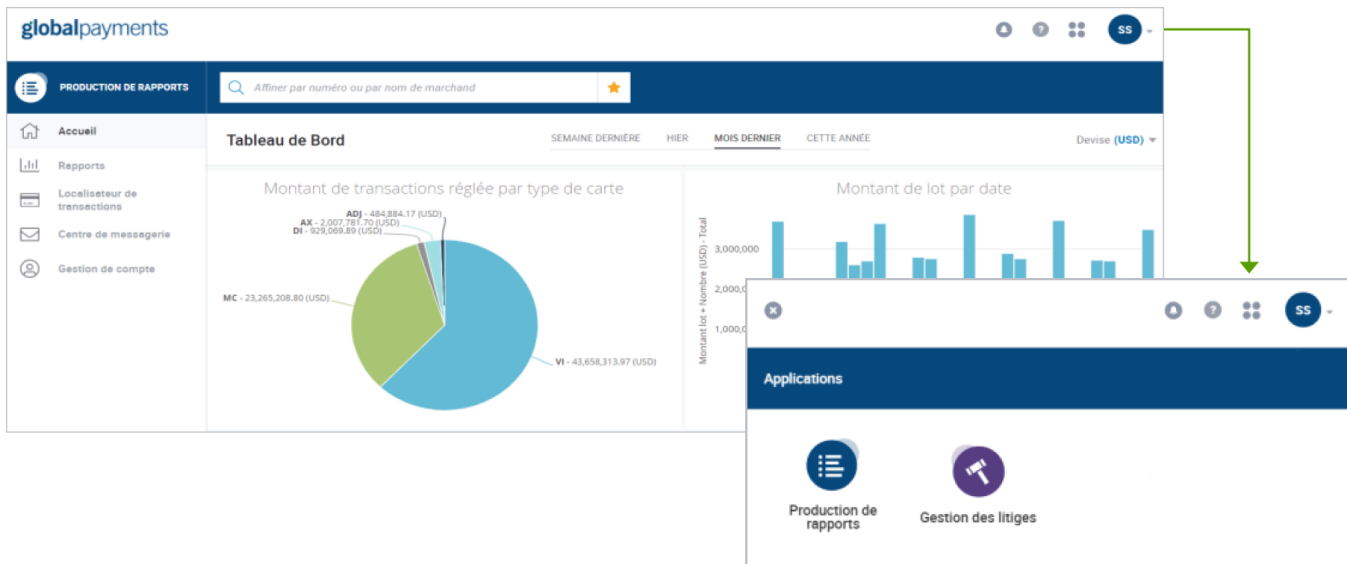 globalpayments
SS
PRODUCTION DE RAPPORTS
Affiner par numéro ou par nom de marchand
Accueil
Rapports
Localisateur de
transactions
Centre de messagerie
Gestion de compte
Tableau de Bord
SEMAINE DERNIÈRE
HIER
MOIS DERNIER
CETTE ANNÉE
Devise (USD)
Montant de transactions réglée par type de carte
ADJ - 484,884.17 (USD)
AX - 2,007,781.70 (USD)
DI - 929,069.89 (USD)
MC - 23,265,208.80 (USD)
VI - 43,658,313.97 (USD)
Montant de lot par date
Montant lot + Nombre (USD) - Total
3,000,000
2,000,0
1,000,0
?
SS
Applications
Production de
rapports
Gestion des litiges